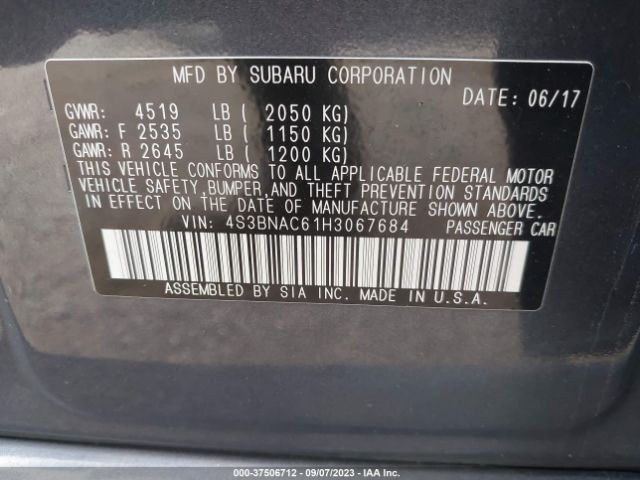 MFD BY SUBARU CORPORATION
DATE: 06/17
GVWR: 4519 LB ( 2050 KG)
GAWR: F 2535 LB ( 1150 KG)
GAWR: R 2645 LB ( 1200 KG)
THIS VEHICLE CONFORMS TO ALL APPLICABLE FEDERAL MOTOR
VEHICLE SAFETY,BUMPER,AND THEFT PREVENTION STANDARDS
IN EFFECT ON THE DATE OF MANUFACTURE SHOWN ABOVE.
VIN: 4S3BNAC61H3067684 PASSENGER CAR
ASSEMBLED BY SIA INC. MADE IN U.S.A.
000-37506712 - 09/07/2023 - IAA Inc.